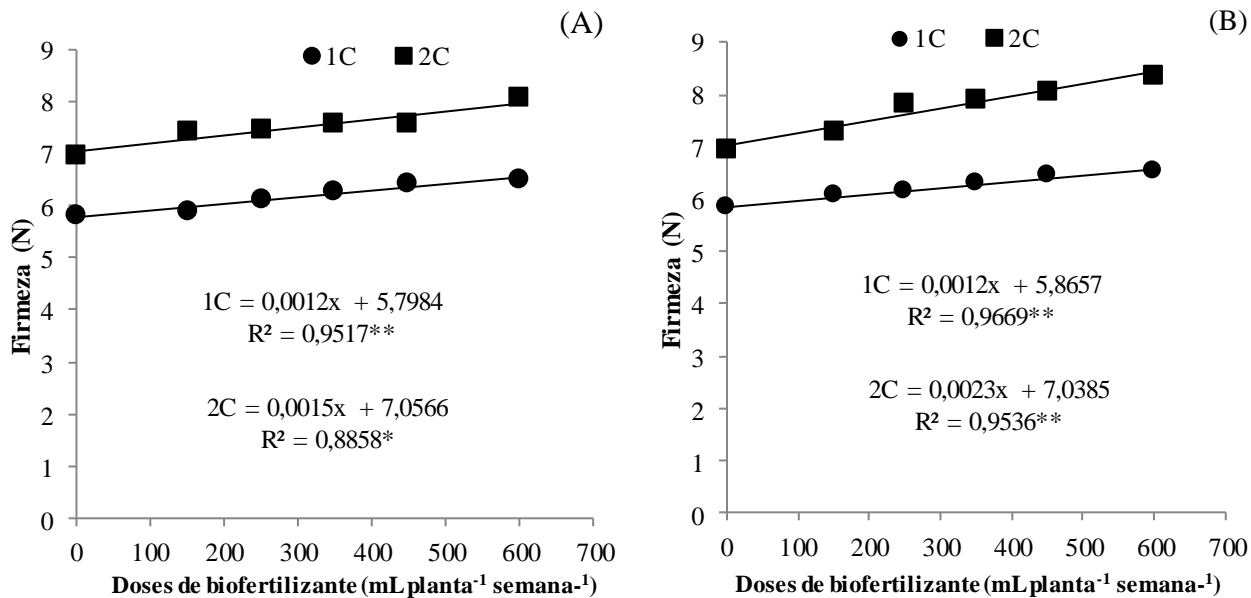 (A)
1C 2C
9
8
7
6
5
4
3
2
1
0
Firmeza (N)
1C = 0,0012x + 5,7984
R² = 0,9517**
2C = 0,0015x + 7,0566
R² = 0,8858*
0 100 200 300 400 500 600 700
Doses de biofertilizante (mL planta-¹ semana-¹)
(B)
1C 2C
9
8
7
6
5
4
3
2
1
0
Firmeza (N)
1C = 0,0012x + 5,8657
R² = 0,9669**
2C = 0,0023x + 7,0385
R² = 0,9536**
0 100 200 300 400 500 600 700
Doses de biofertilizante (mL planta-¹ semana-¹)